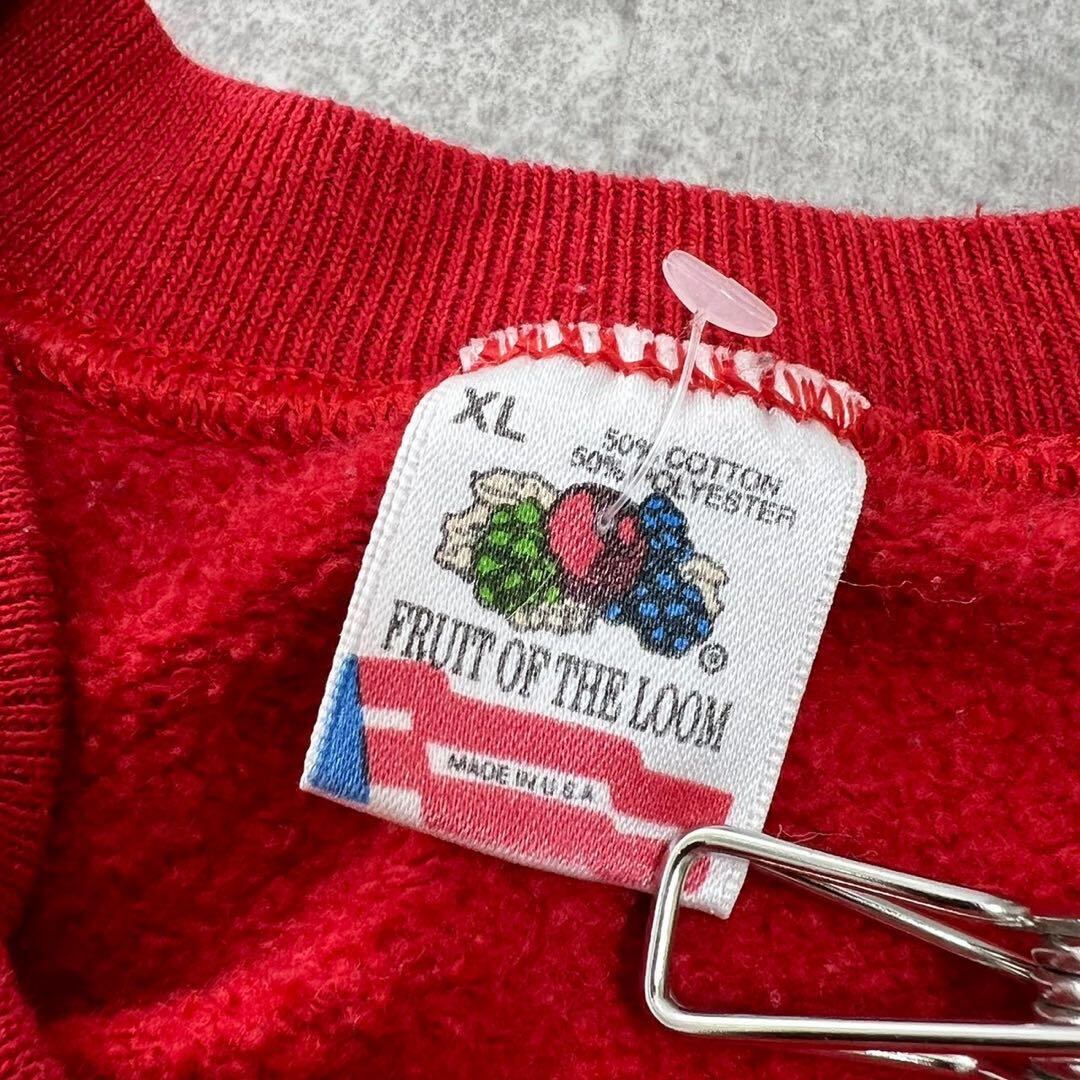 XL
50% COTTON
50% POLYESTER
FRUIT OF THE LOOM
®
MADE IN U.S.A.